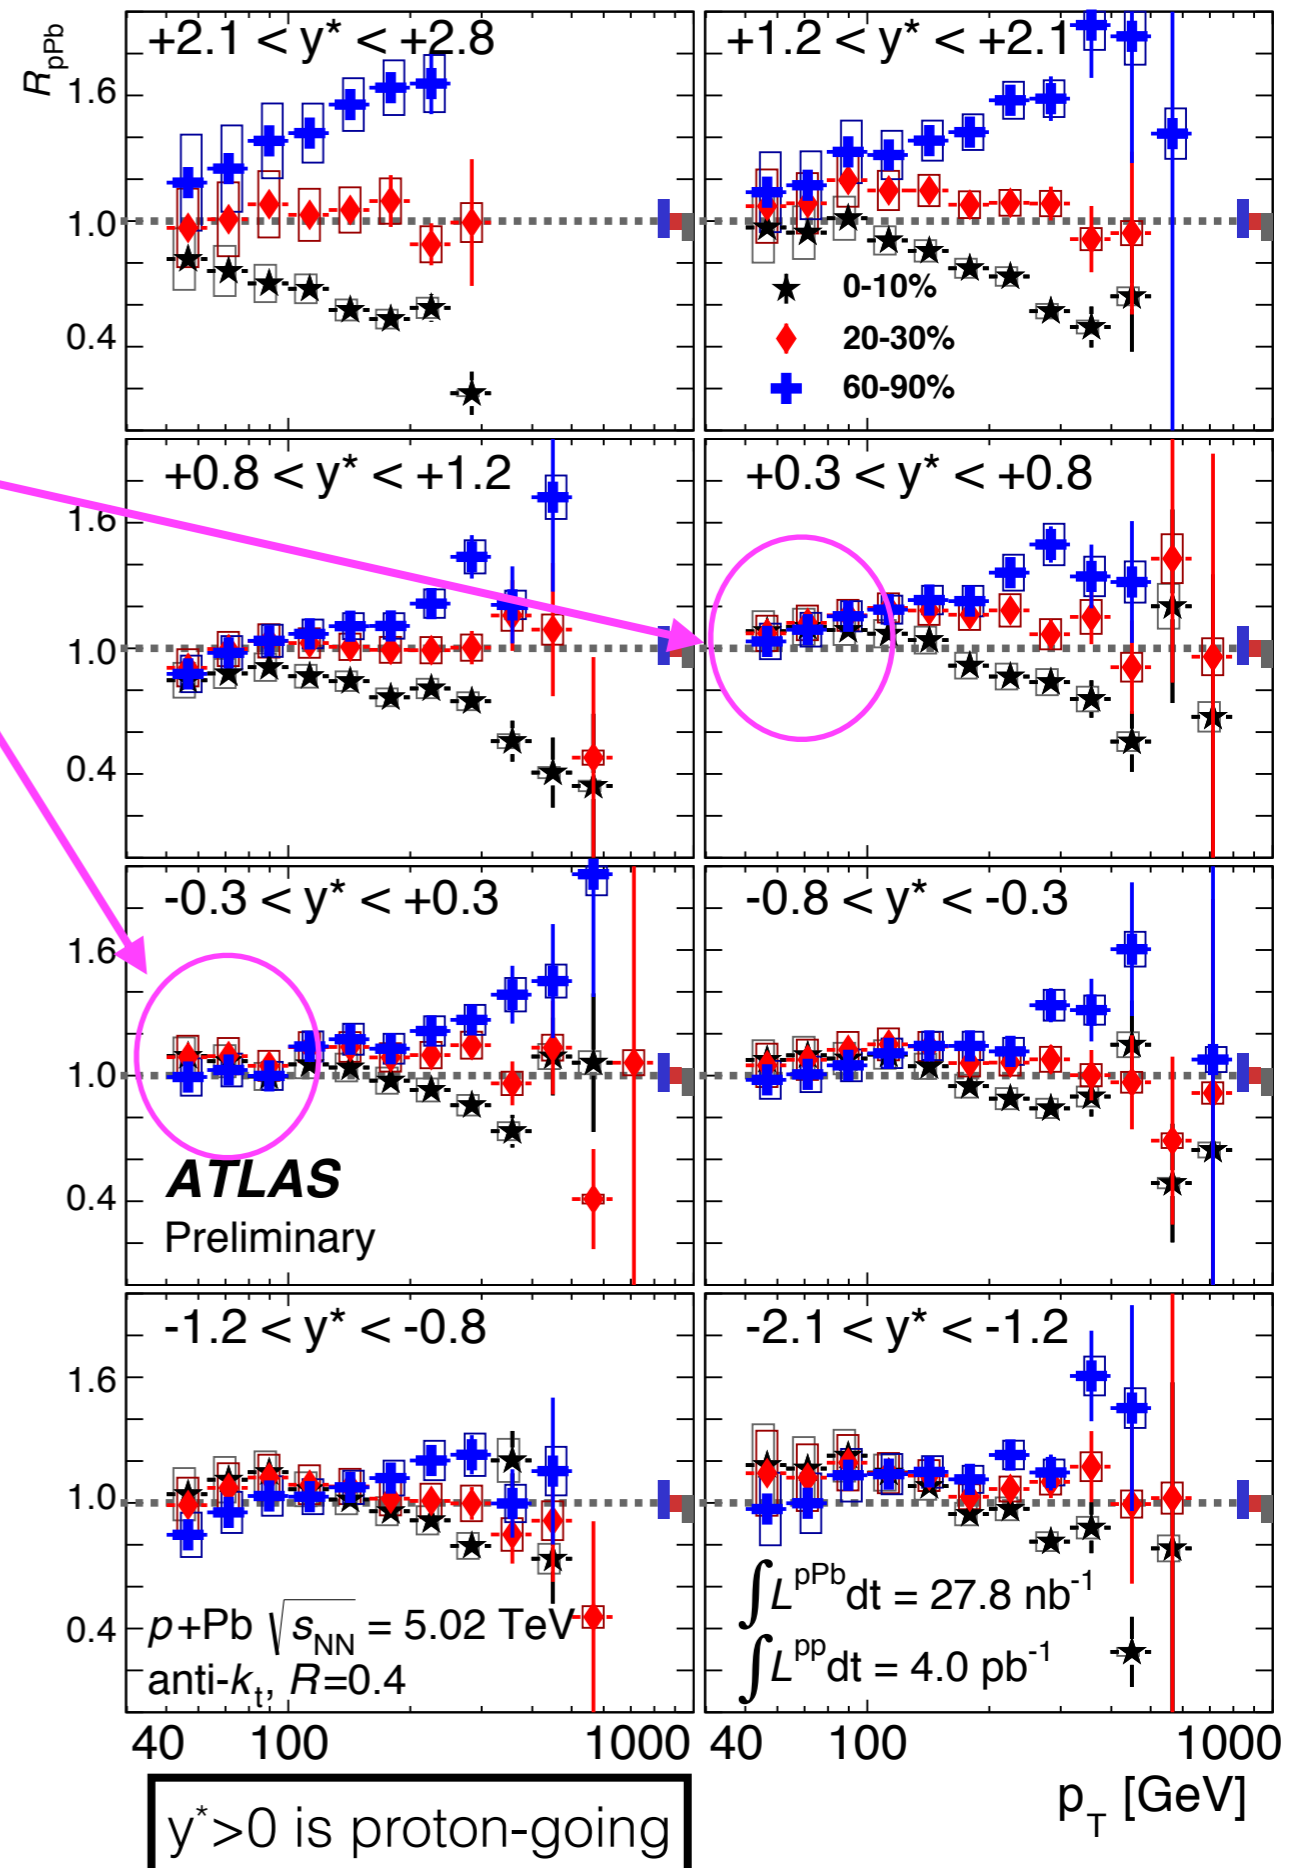 R_pPb
+2.1 < y* < +2.8
+1.2 < y* < +2.1
1.6
1.0
0.4
0-10%
20-30%
60-90%
+0.8 < y* < +1.2
+0.3 < y* < +0.8
1.6
1.0
0.4
-0.3 < y* < +0.3
-0.8 < y* < -0.3
1.6
1.0
0.4
ATLAS
Preliminary
-1.2 < y* < -0.8
-2.1 < y* < -1.2
1.6
1.0
0.4
p+Pb √s_NN = 5.02 TeV
anti-k_t, R=0.4
∫L^pPb dt = 27.8 nb^-1
∫L^pp dt = 4.0 pb^-1
40 100 1000 40 100 1000
p_T [GeV]
y*>0 is proton-going